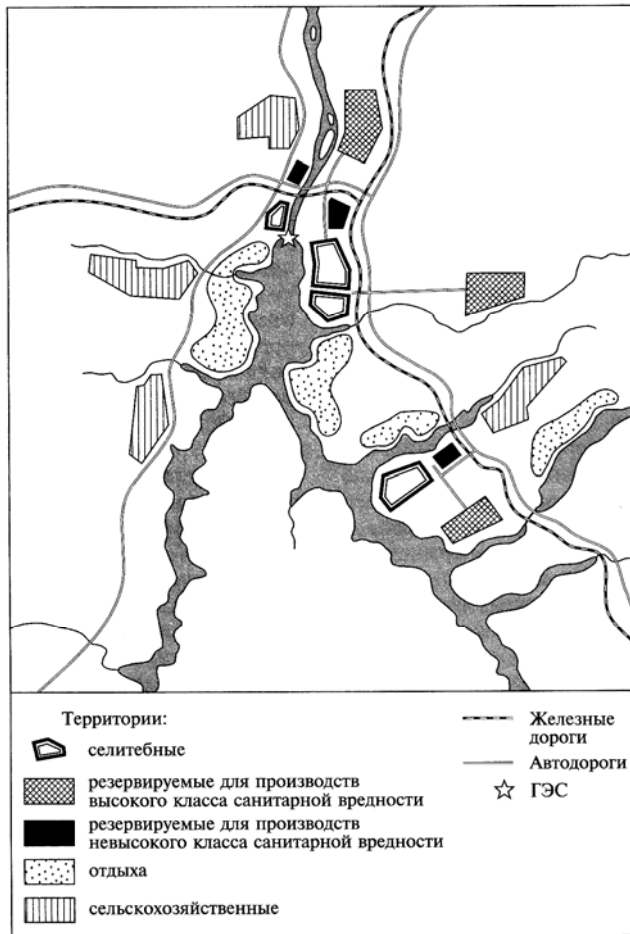 Территории:
селитебные
резервируемые для производств
высокого класса санитарной вредности
резервируемые для производств
невысокого класса санитарной вредности
отдыха
сельскохозяйственные
Железные
дороги
Автодороги
ГЭС